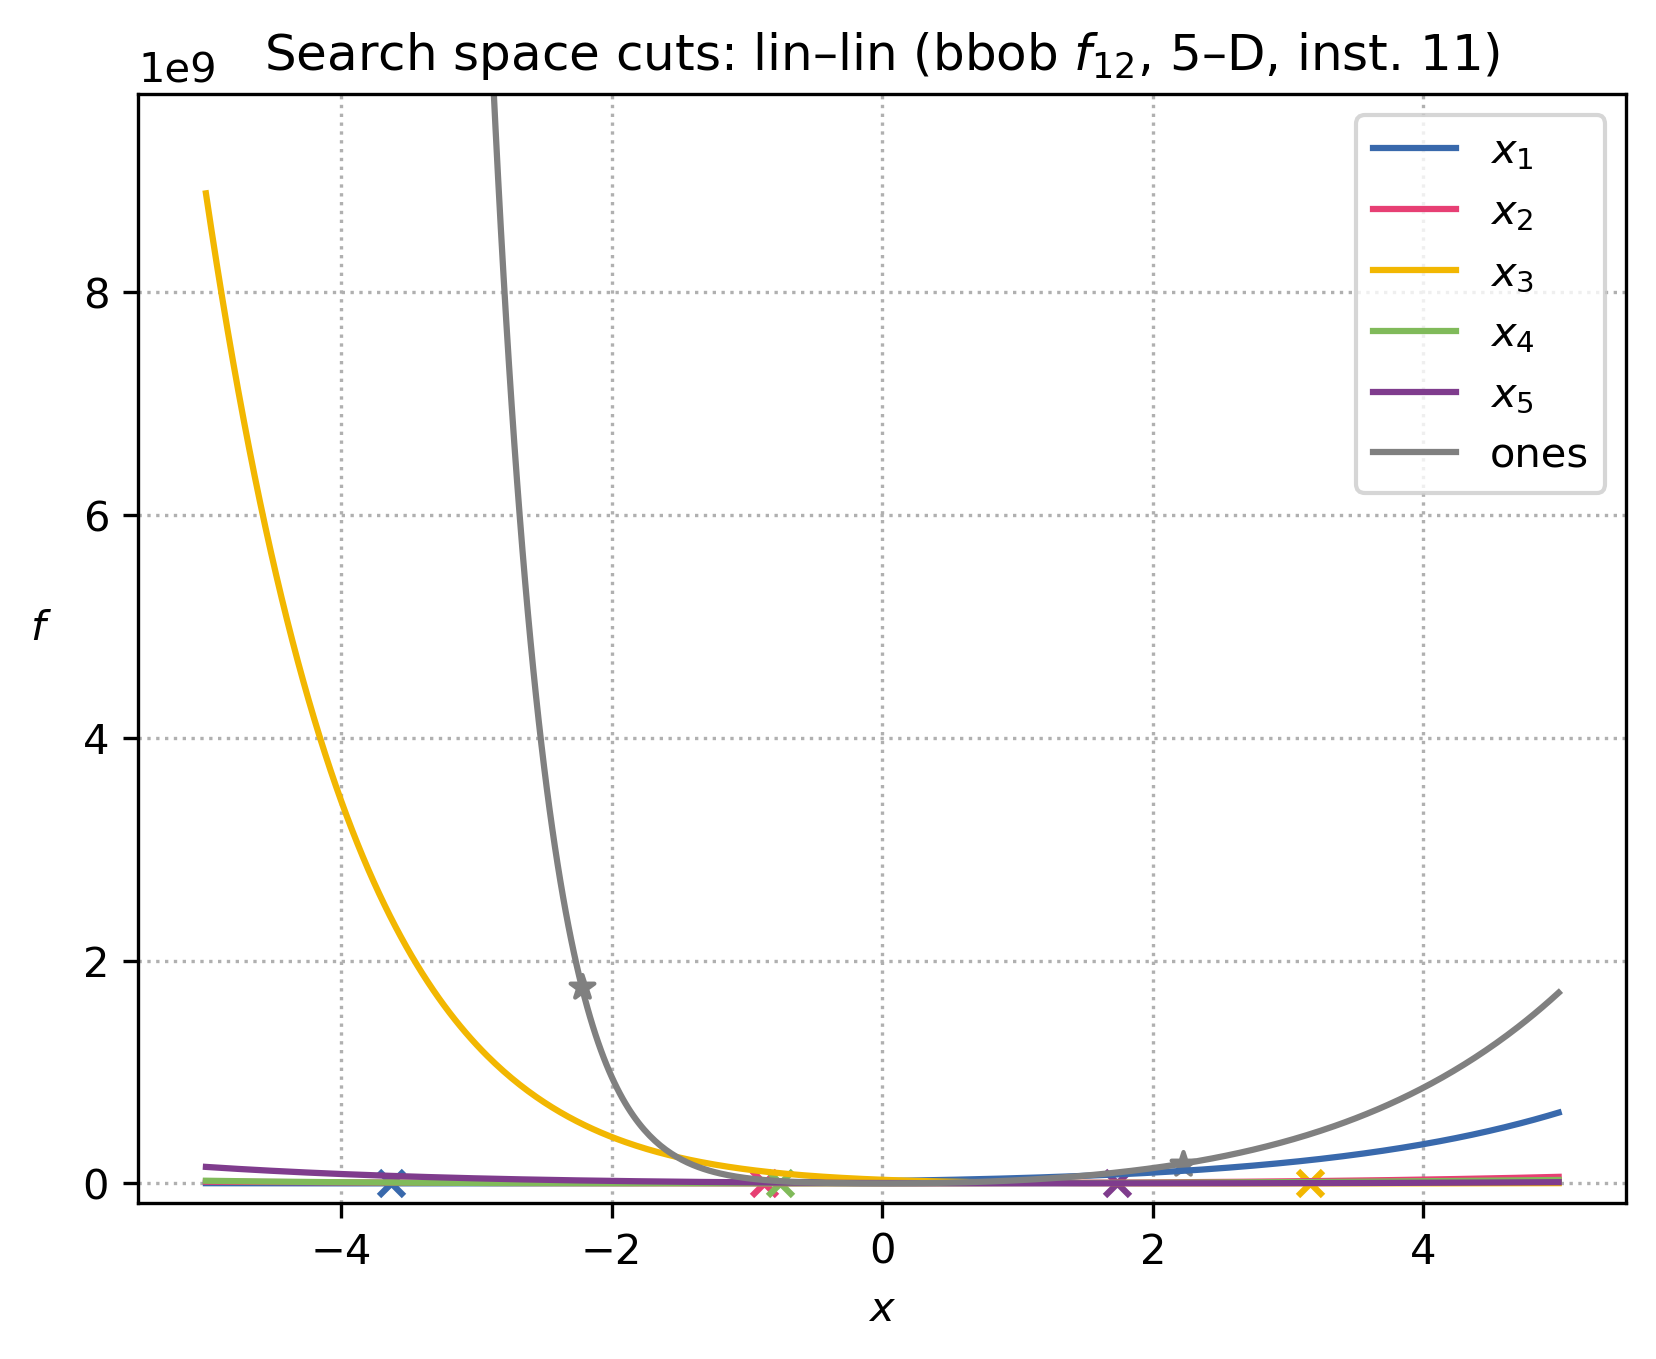 Search space cuts: lin–lin (bbob f₁₂, 5–D, inst. 11)
1e9
x₁
x₂
x₃
x₄
x₅
ones
8
6
4
2
0
f
−4 −2 0 2 4
x